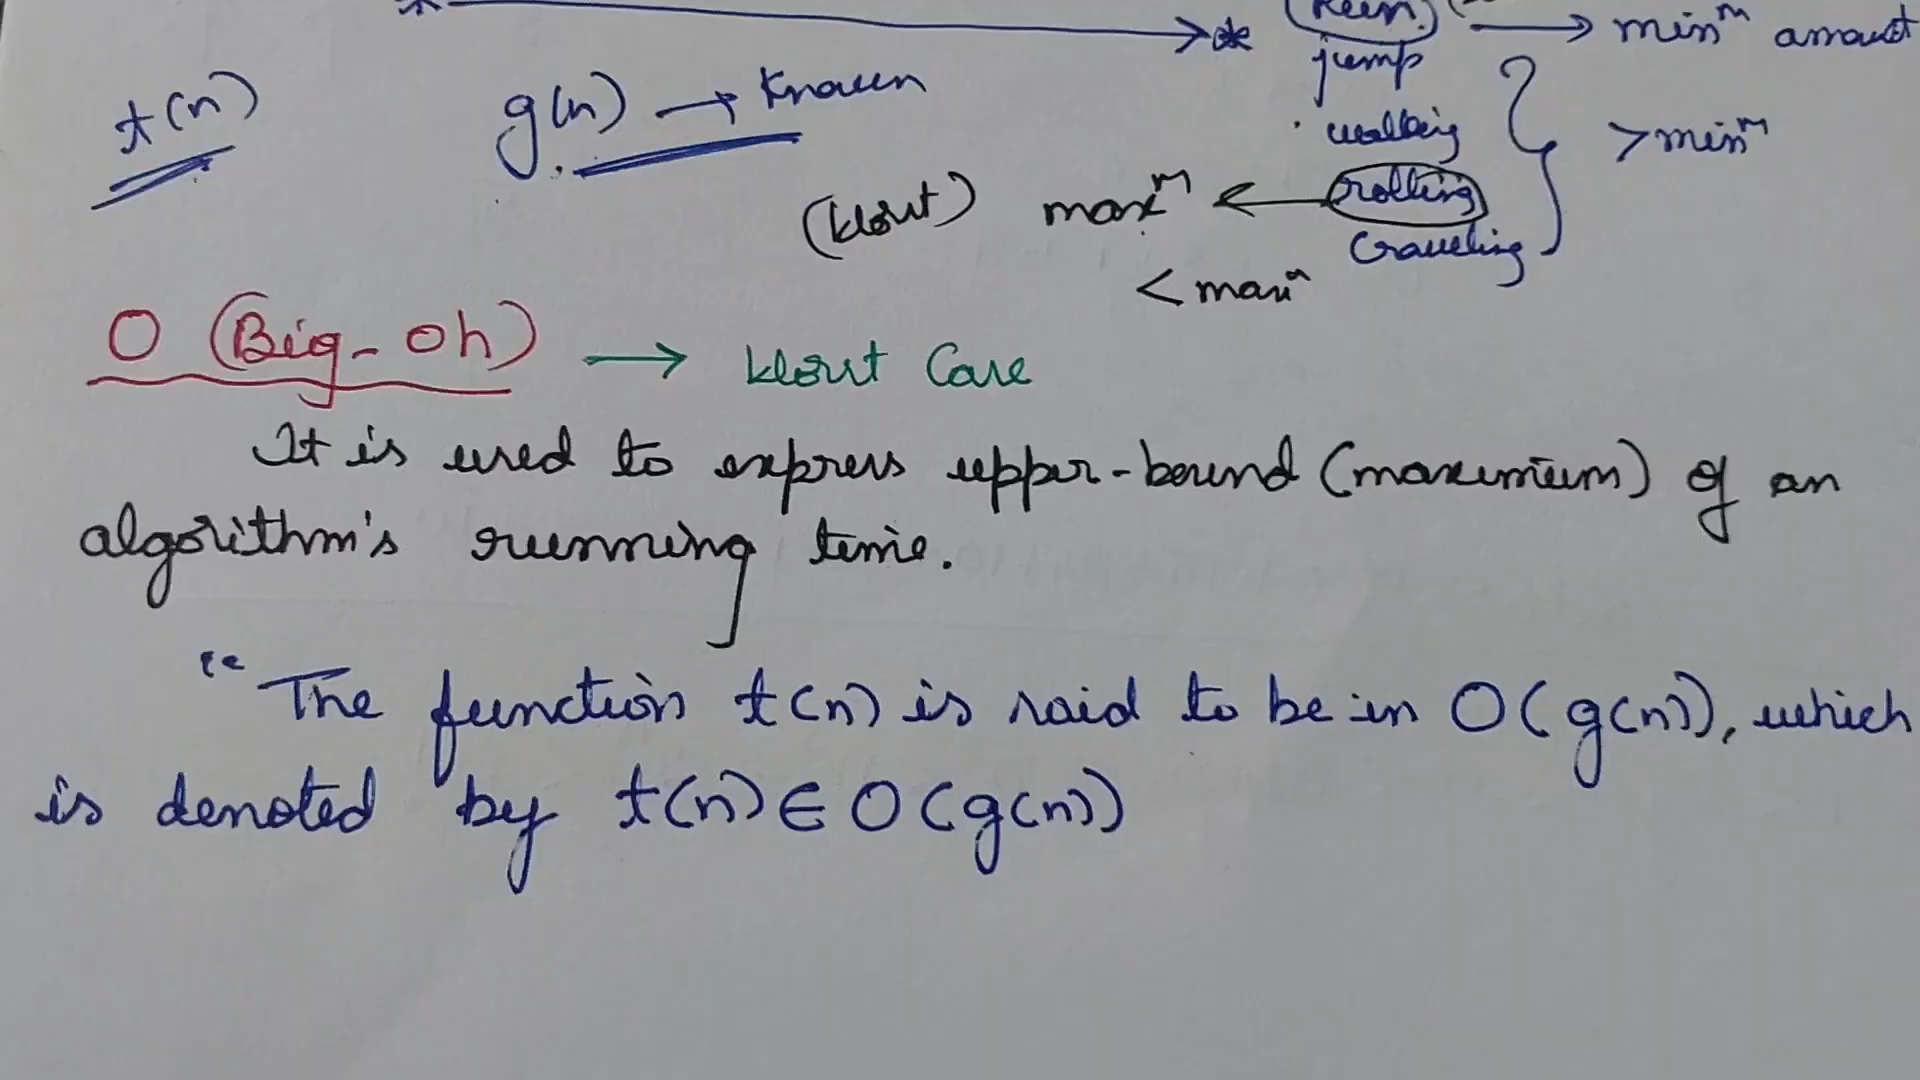 (Run) → min^m amount
jump
t(n) g(n) → Known
walking > min^m
(Worst) max^m ← rolling
crawling
< max^m
O (Big-Oh) → Worst Case
It is used to express upper-bound (maximum) of an
algorithm's running time.
"The function t(n) is said to be in O(g(n)), which
is denoted by t(n) ∈ O(g(n))